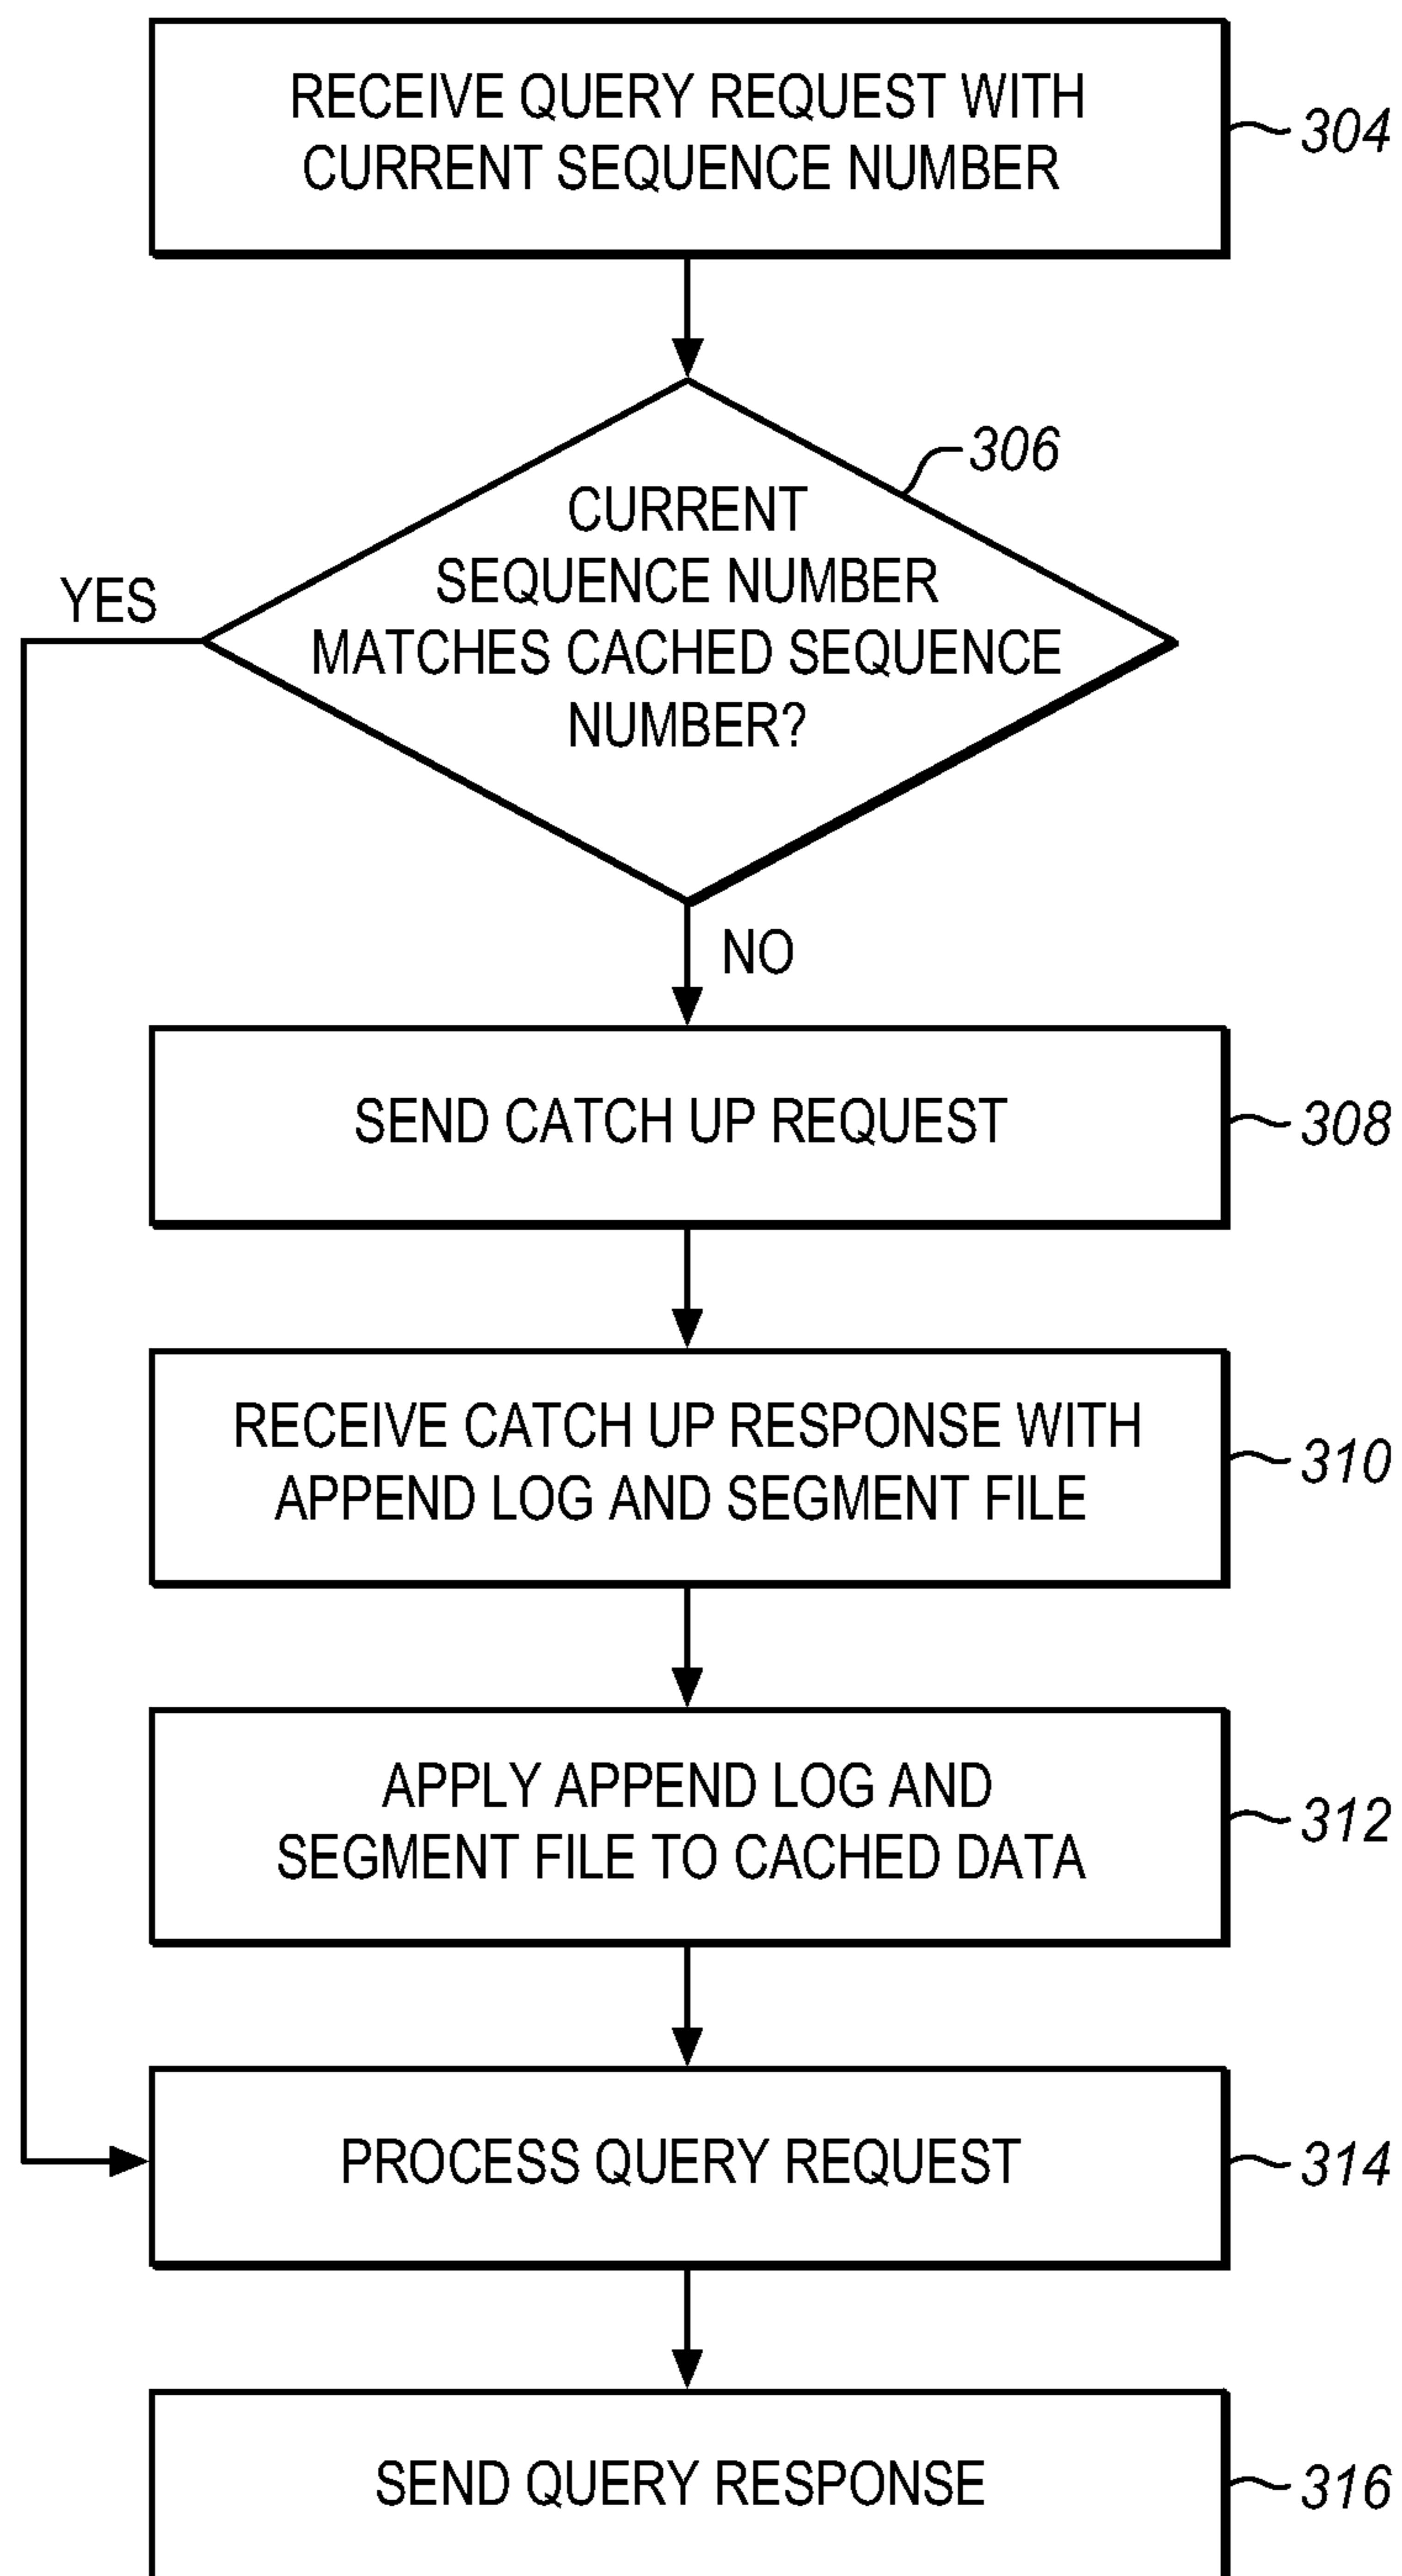 RECEIVE QUERY REQUEST WITH
CURRENT SEQUENCE NUMBER
304
306
CURRENT
SEQUENCE NUMBER
MATCHES CACHED SEQUENCE
NUMBER?
YES
NO
SEND CATCH UP REQUEST
308
RECEIVE CATCH UP RESPONSE WITH
APPEND LOG AND SEGMENT FILE
310
APPLY APPEND LOG AND
SEGMENT FILE TO CACHED DATA
312
PROCESS QUERY REQUEST
314
SEND QUERY RESPONSE
316